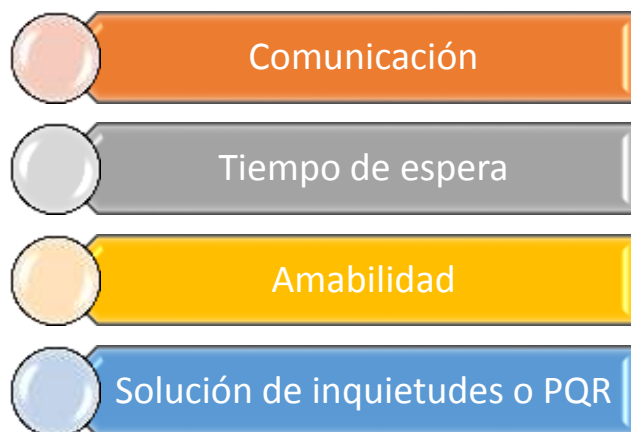 Comunicación
Tiempo de espera
Amabilidad
Solución de inquietudes o PQR